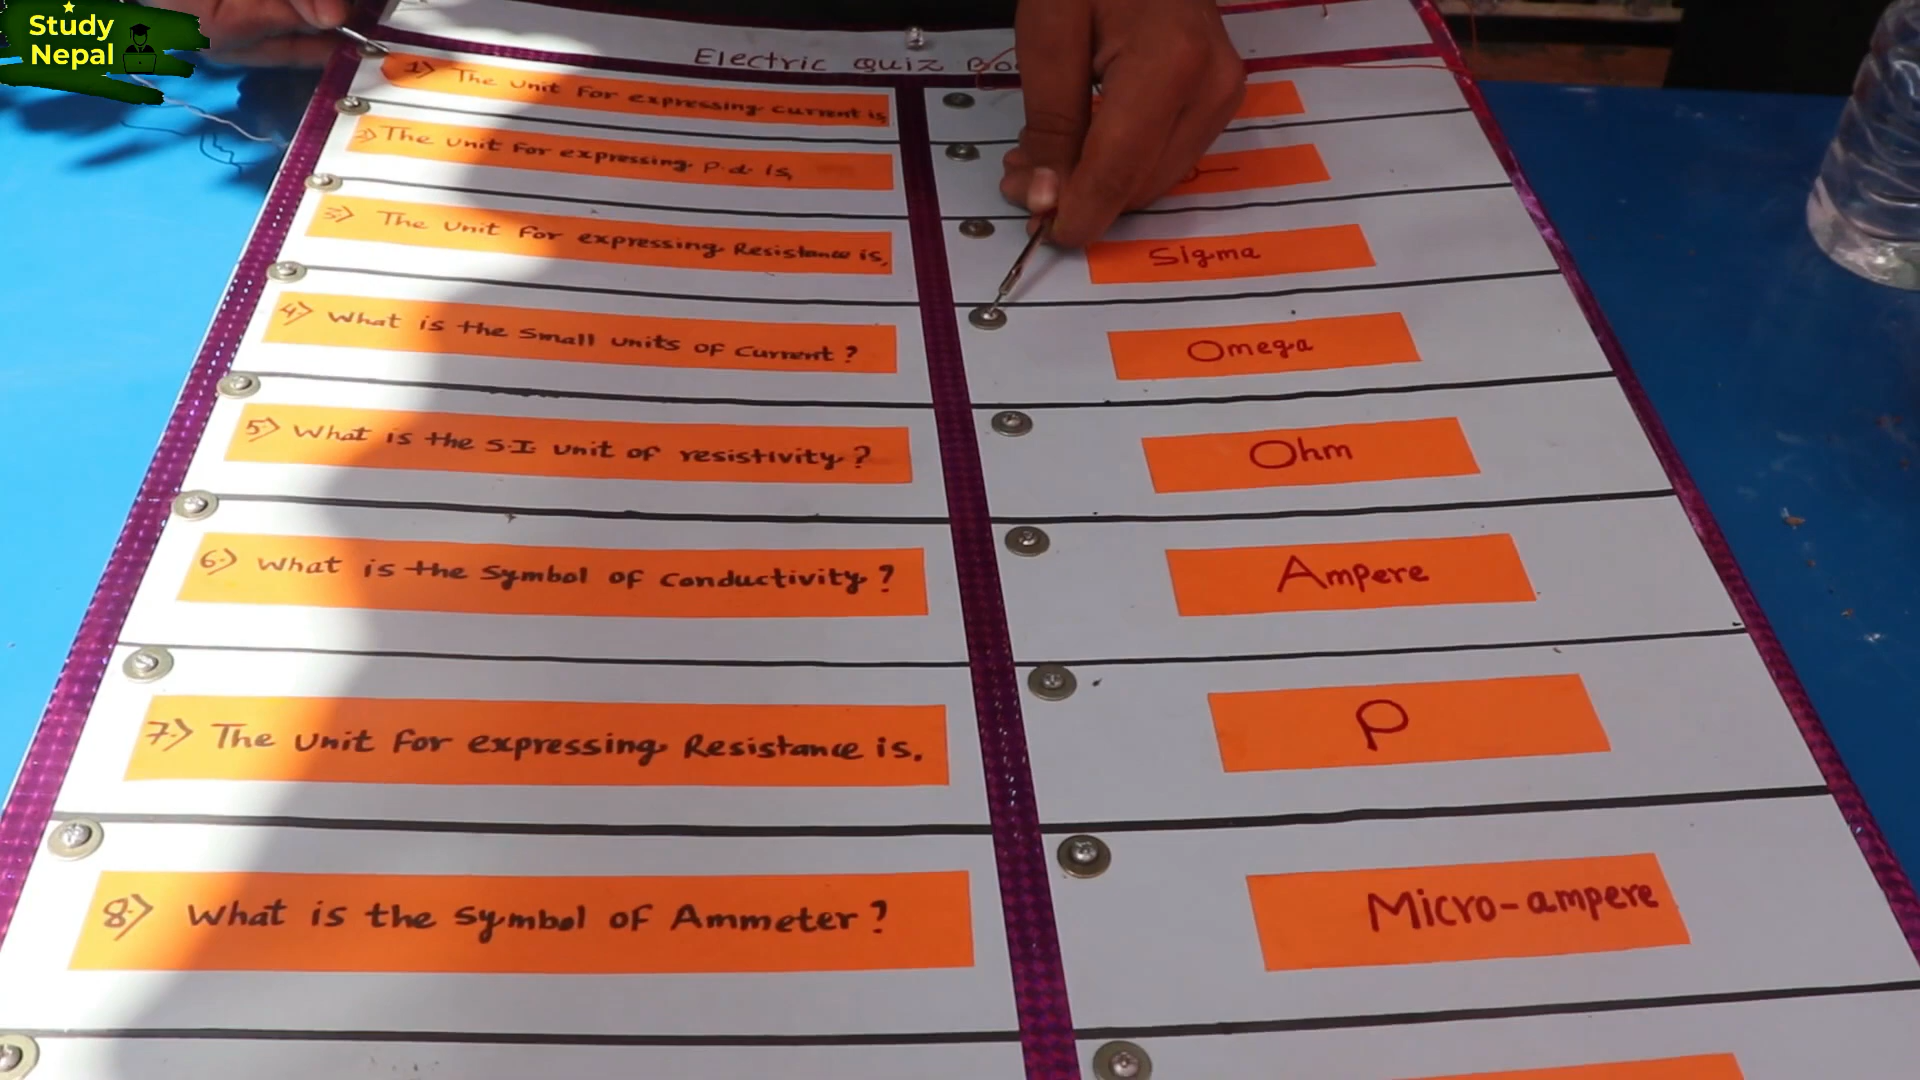 Study
Nepal
Electric Quiz
1) The unit for expressing current is,
2) The unit for expressing p.d. is,
3) The unit for expressing Resistance is,
Sigma
4) What is the small units of current ?
Omega
5) What is the S.I unit of resistivity ?
Ohm
6.) What is the symbol of conductivity ?
Ampere
7.) The unit for expressing Resistance is.
ρ
8) What is the symbol of Ammeter ?
Micro-ampere